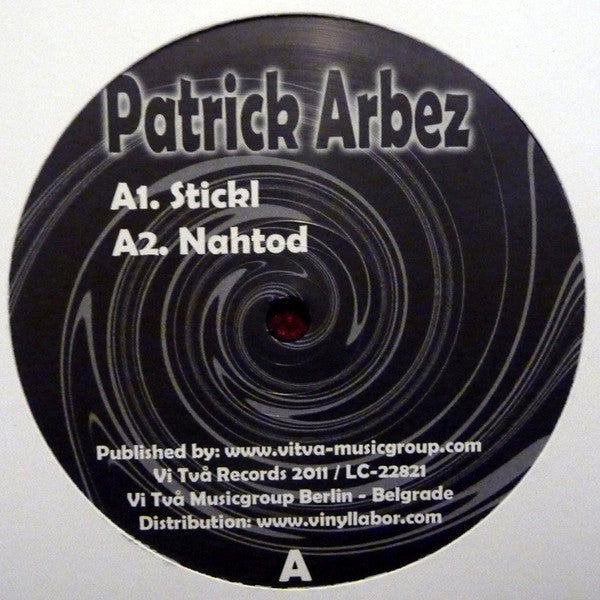 Patrick Arbez
A1. Stickl
A2. Nahtod
Published by: www.vitva-musicgroup.com
Vi Två Records 2011 / LC-22821
Vi Två Musicgroup Berlin - Belgrade
Distribution: www.vinyllabor.com
A